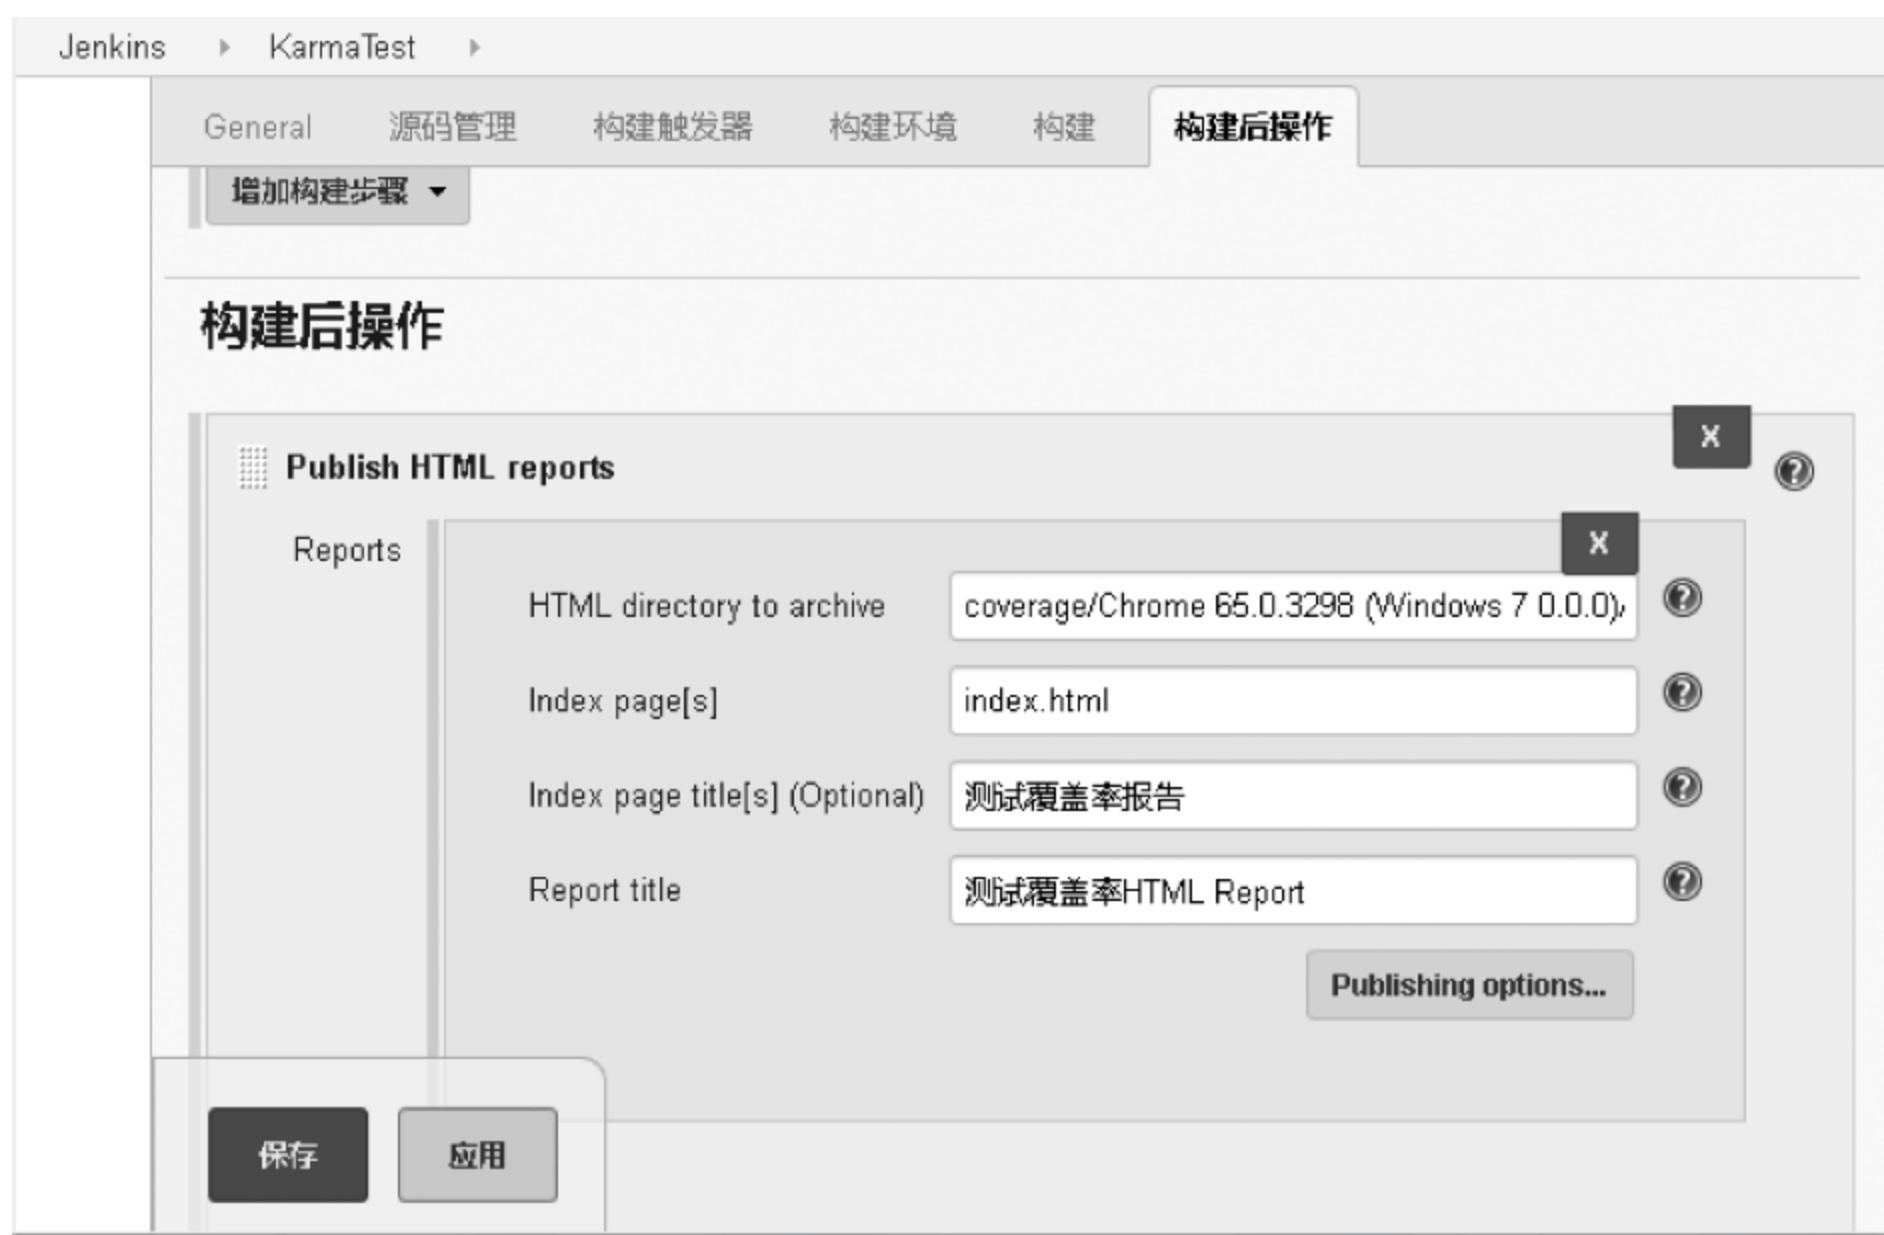 Jenkins KarmaTest
General 源码管理 构建触发器 构建环境 构建 构建后操作
增加构建步骤
构建后操作
X
Publish HTML reports
Reports
X
HTML directory to archive coverage/Chrome 65.0.3298 (Windows 7 0.0.0)/
Index page[s] index.html
Index page title[s] (Optional) 测试覆盖率报告
Report title 测试覆盖率HTML Report
Publishing options...
保存 应用